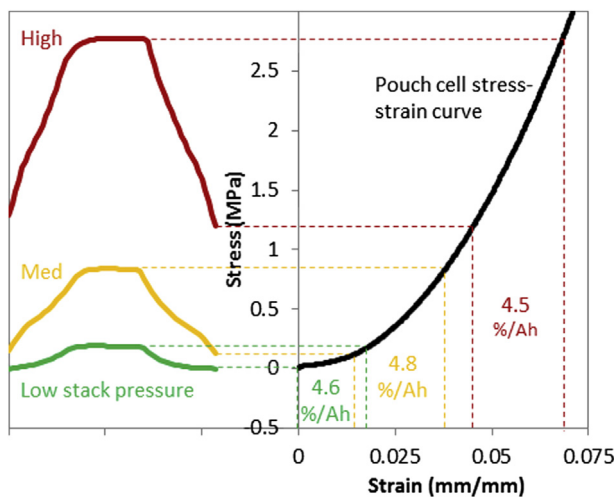 High
Med
Low stack pressure
Stress (MPa)
2.5
2
1.5
1
0.5
0
-0.5
Pouch cell stress-
strain curve
4.6
%/Ah
4.8
%/Ah
4.5
%/Ah
0
0.025
0.05
0.075
Strain (mm/mm)